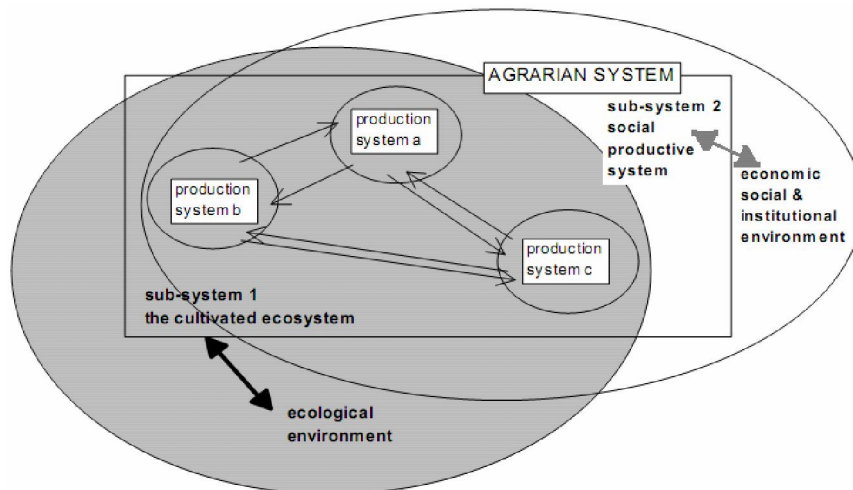 AGRARIAN SYSTEM
sub-system 2
social
productive
system
production
system a
economic
social &
institutional
environment
production
system b
production
system c
sub-system 1
the cultivated ecosystem
ecological
environment